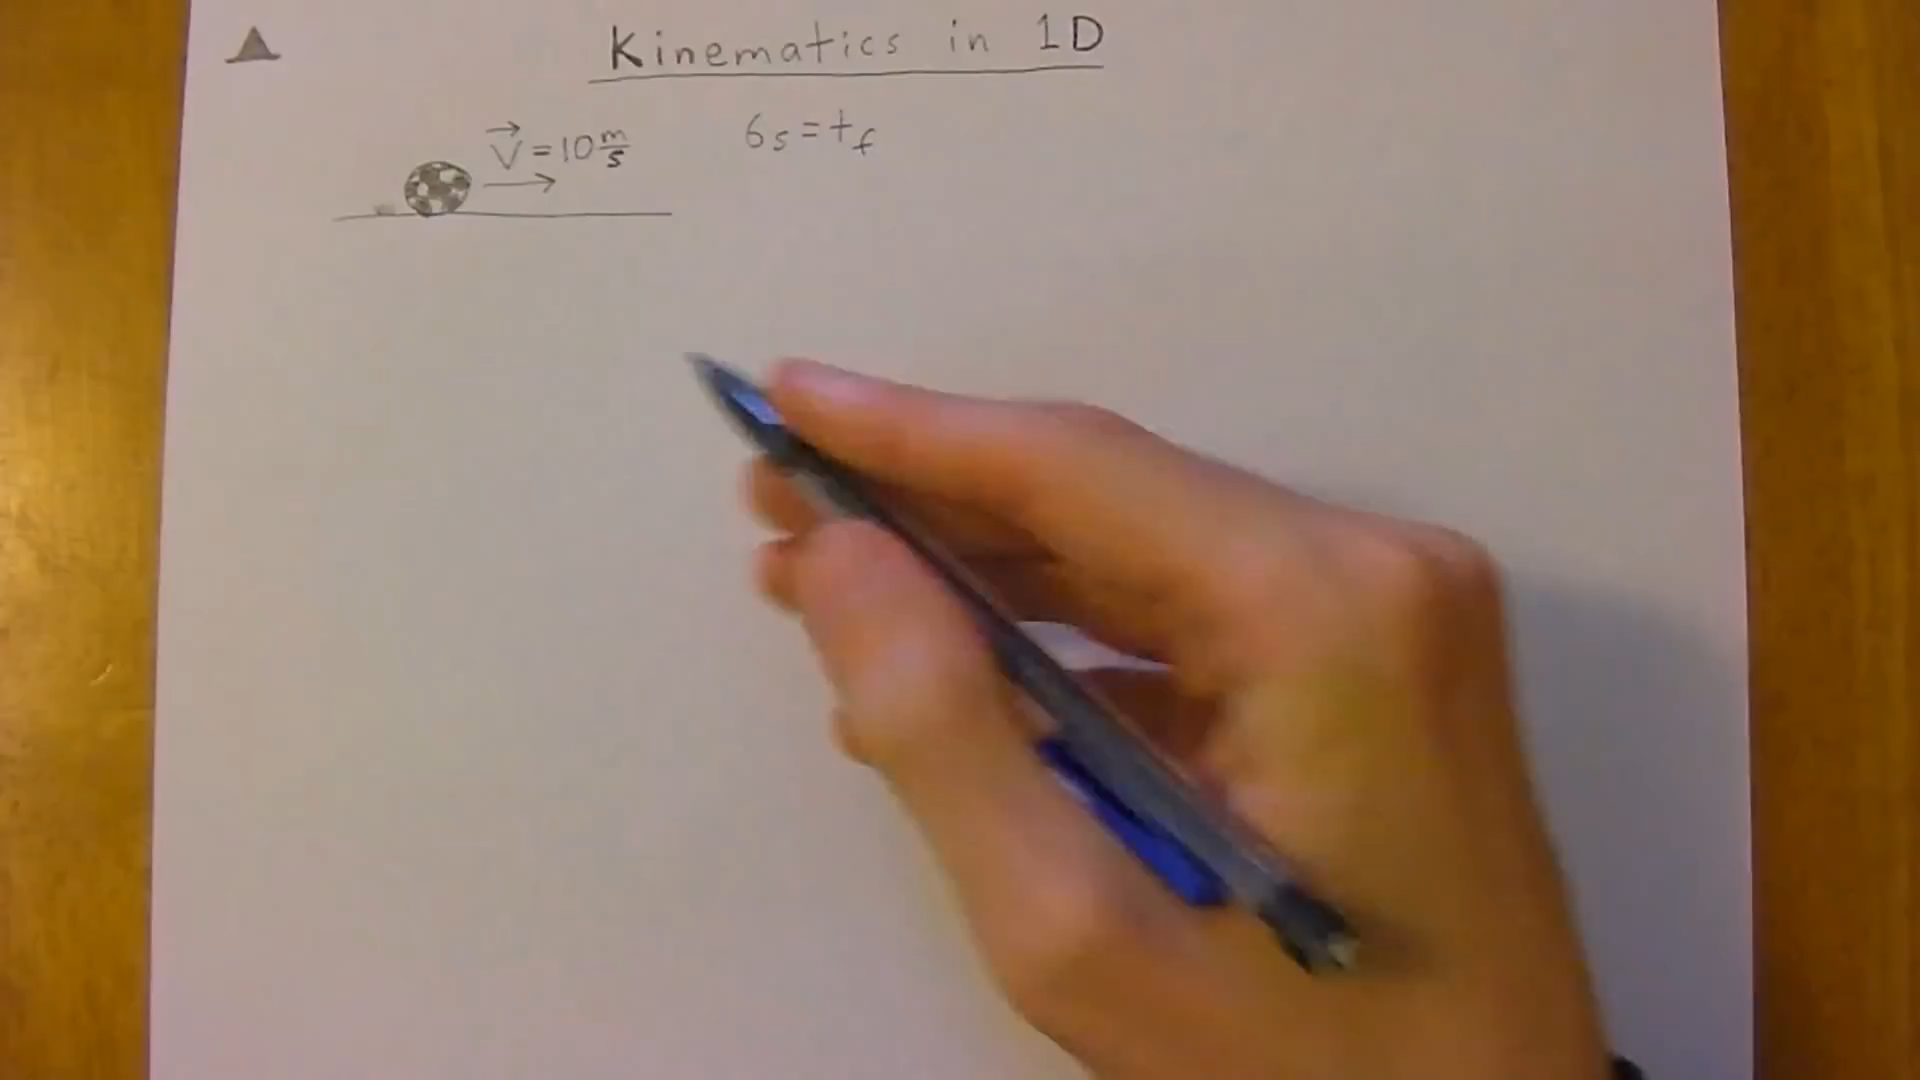 Kinematics in 1D
V⃗ = 10 m/s
6s = t_f